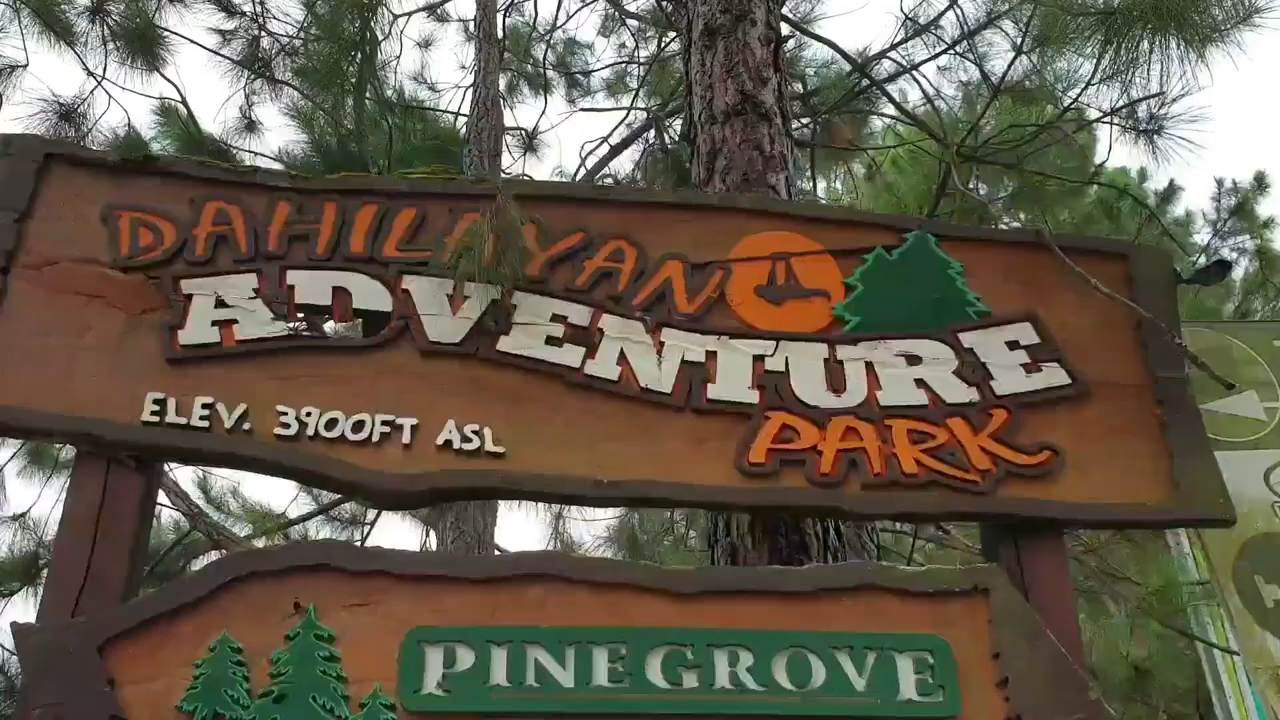 DAHILAYAN
ADVENTURE
PARK
ELEV. 3900FT ASL
PINEGROVE